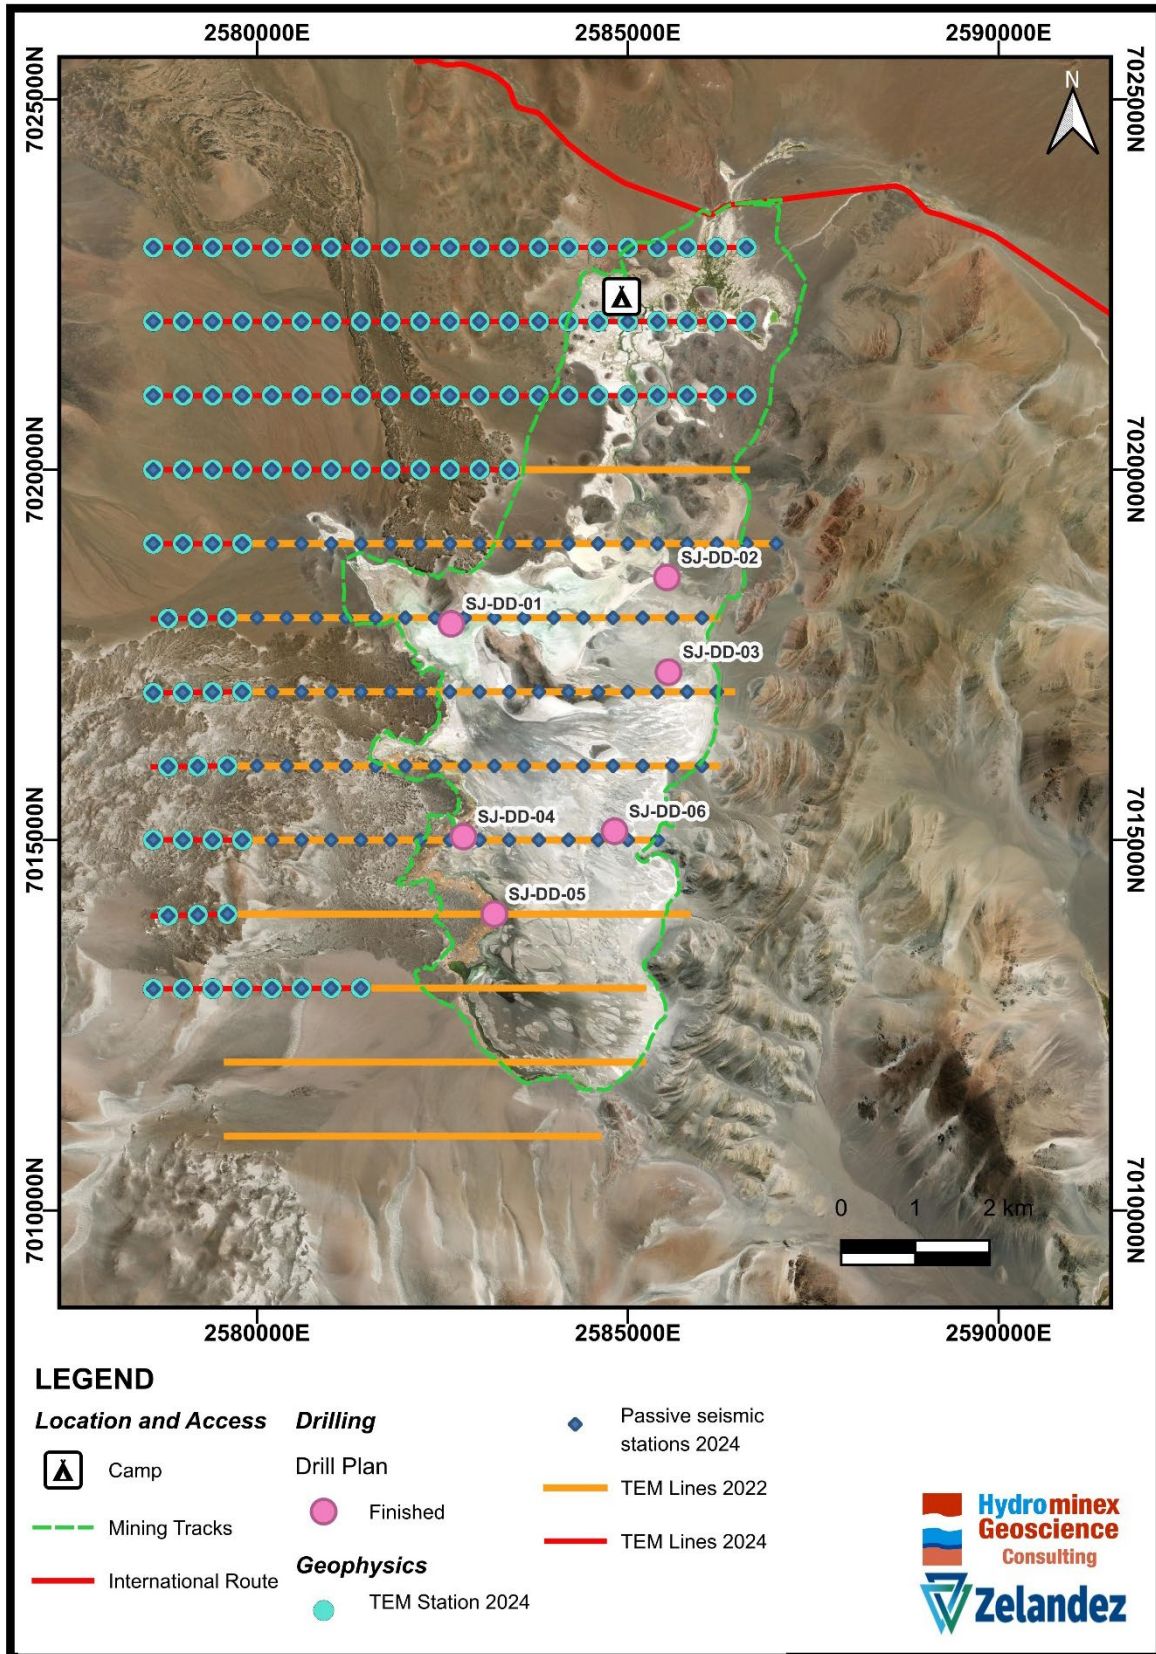 2580000E 2585000E 2590000E
7025000N 7025000N
N
7020000N 7020000N
SJ-DD-02
SJ-DD-01
SJ-DD-03
SJ-DD-04 SJ-DD-06
7015000N 7015000N
SJ-DD-05
7010000N 7010000N
0 1 2 km
2580000E 2585000E 2590000E
LEGEND
Location and Access
Camp
Mining Tracks
International Route
Drilling
Drill Plan
Finished
Geophysics
TEM Station 2024
Passive seismic
stations 2024
TEM Lines 2022
TEM Lines 2024
Hydrominex
Geoscience
Consulting
Zelandez